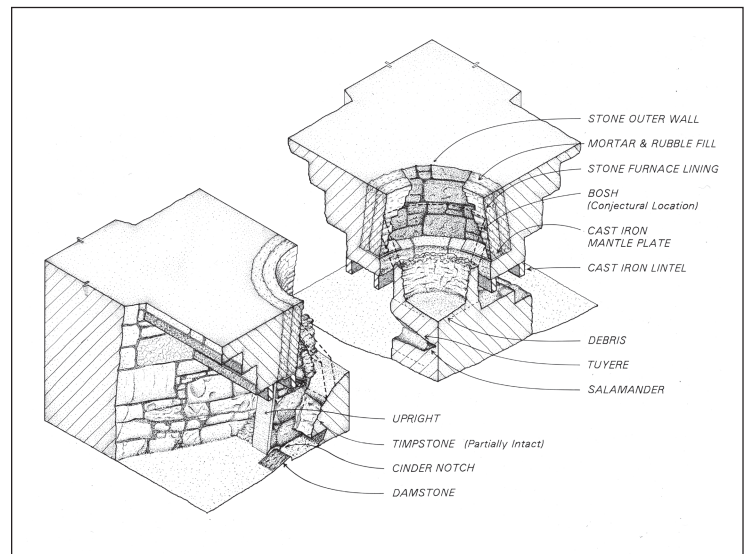 STONE OUTER WALL
MORTAR & RUBBLE FILL
STONE FURNACE LINING
BOSH
(Conjectural Location)
CAST IRON
MANTLE PLATE
CAST IRON LINTEL
DEBRIS
TUYERE
SALAMANDER
UPRIGHT
TIMPSTONE (Partially Intact)
CINDER NOTCH
DAMSTONE